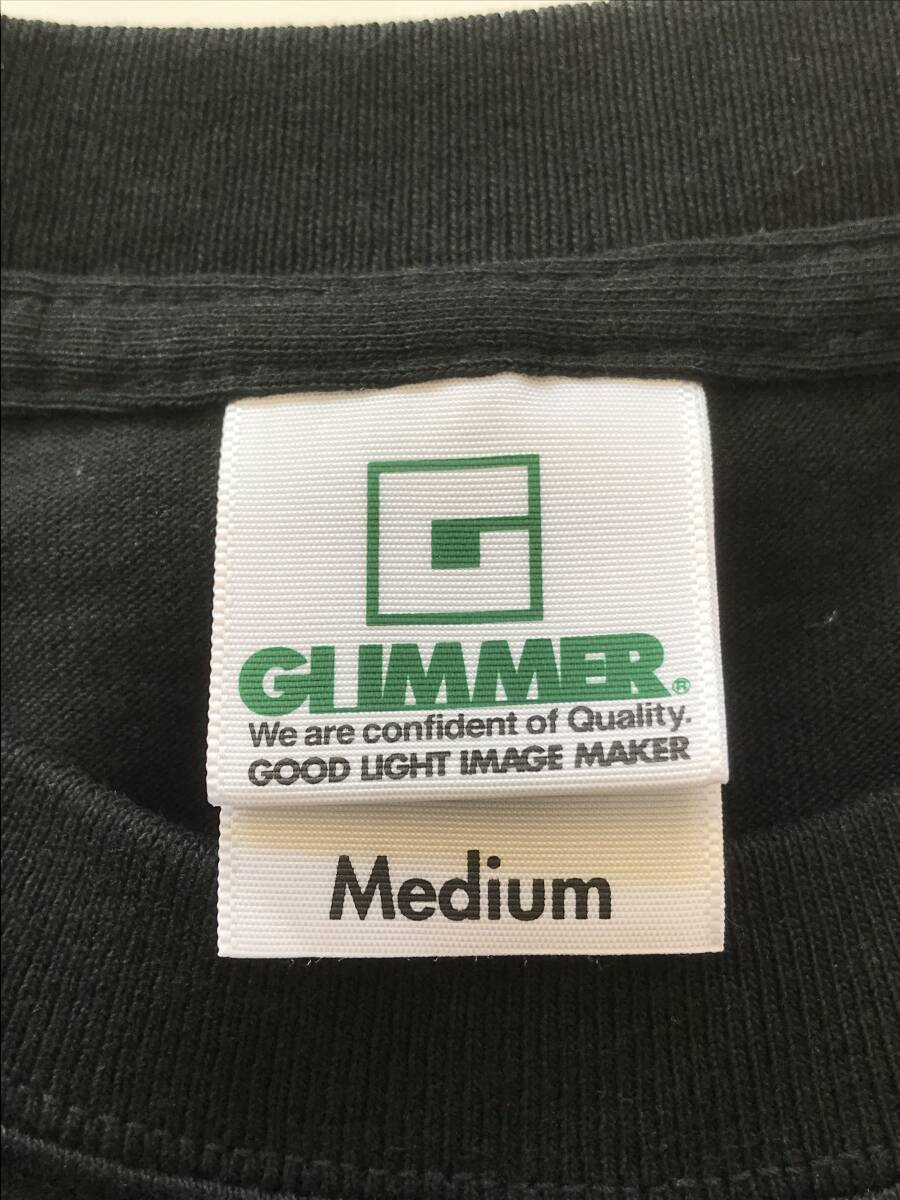 G
GLIMMER®
We are confident of Quality.
GOOD LIGHT IMAGE MAKER
Medium